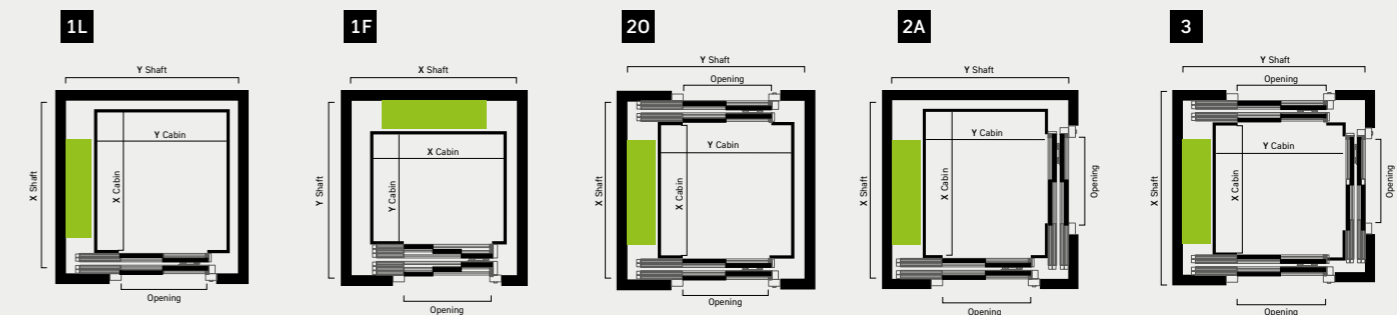 1L
Y Shaft
X Shaft
Y Cabin
X Cabin
Opening
1F
X Shaft
Y Shaft
X Cabin
Y Cabin
Opening
2O
Y Shaft
Opening
X Shaft
Y Cabin
X Cabin
Opening
2A
Y Shaft
X Shaft
Y Cabin
X Cabin
Opening
Opening
3
Y Shaft
Opening
X Shaft
Y Cabin
X Cabin
Opening
Opening